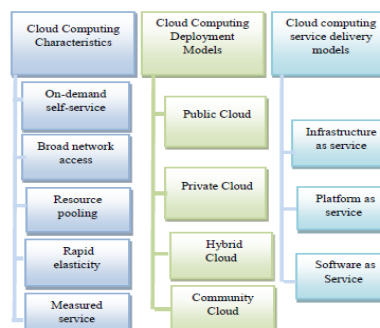 Cloud Computing
Characteristics
On-demand
self-service
Broad network
access
Resource
pooling
Rapid
elasticity
Measured
service
Cloud Computing
Deployment
Models
Public Cloud
Private Cloud
Hybrid
Cloud
Community
Cloud
Cloud computing
service delivery
models
Infrastructure
as service
Platform as
service
Software as
Service